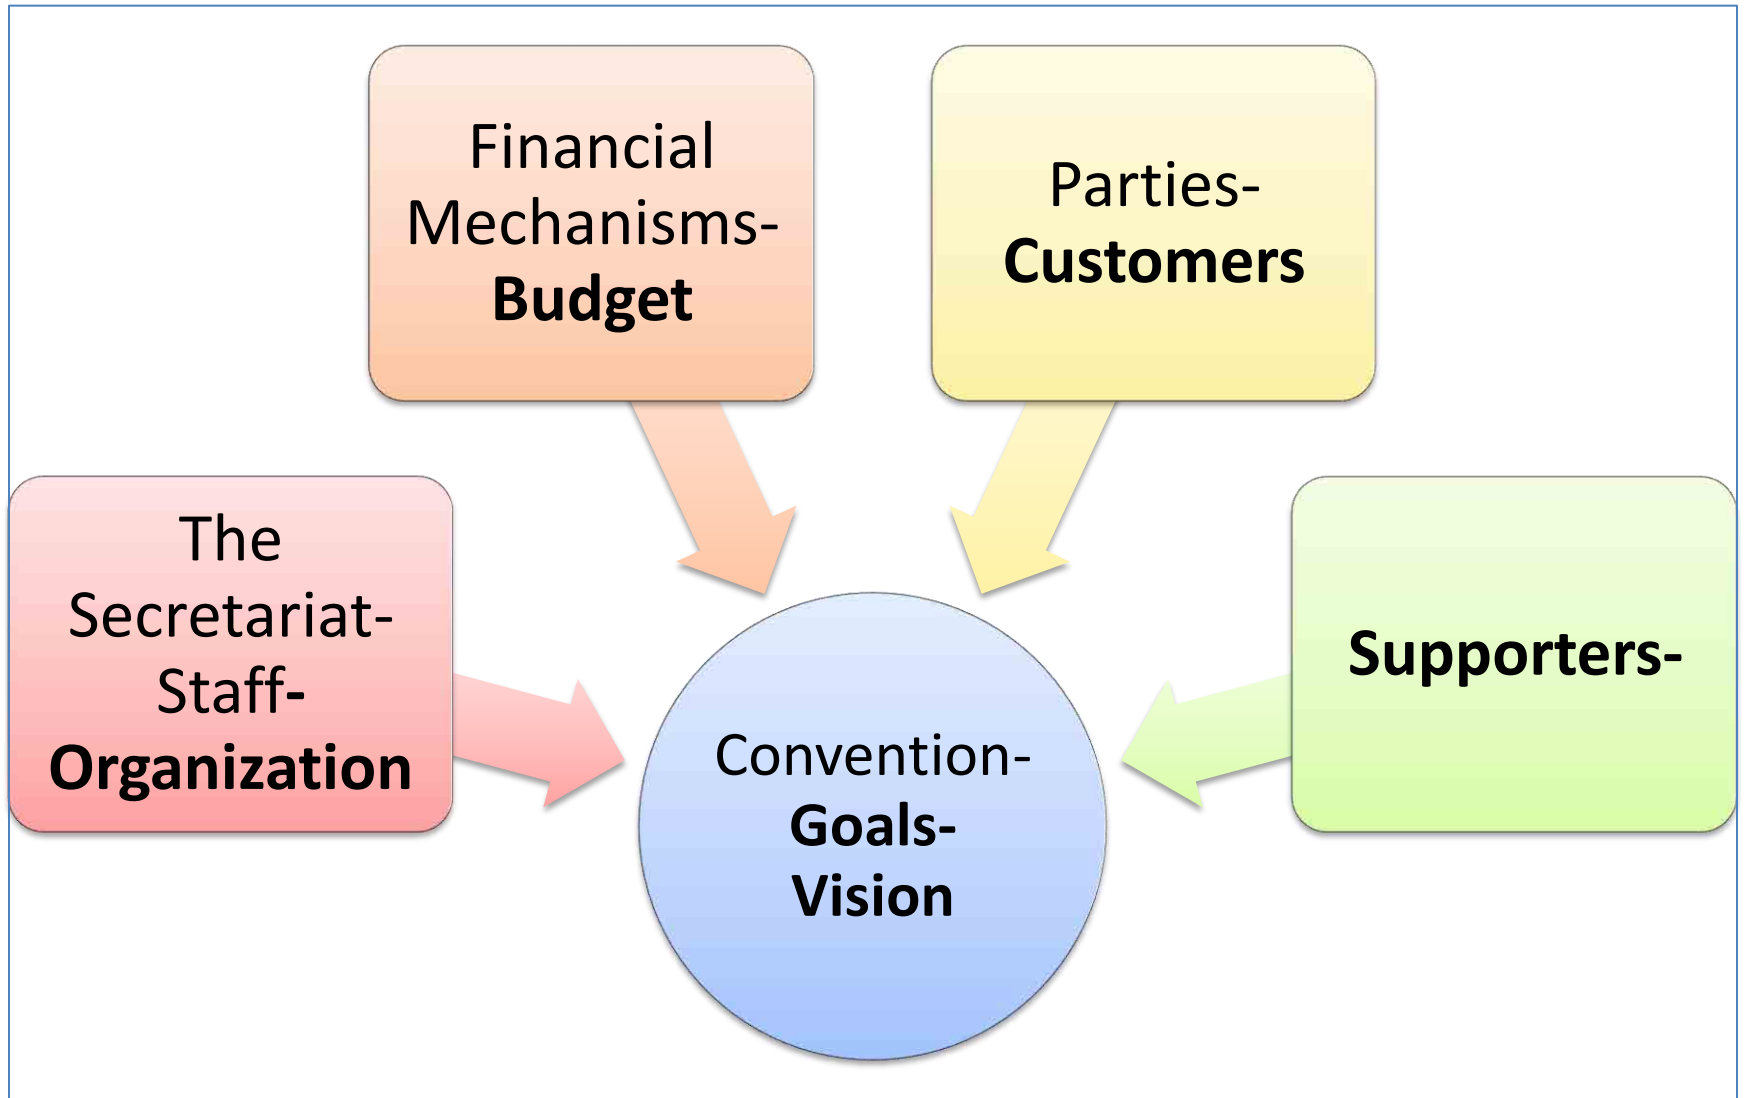 Financial
Mechanisms-
Budget
Parties-
Customers
The
Secretariat-
Staff-
Organization
Supporters-
Convention-
Goals-
Vision